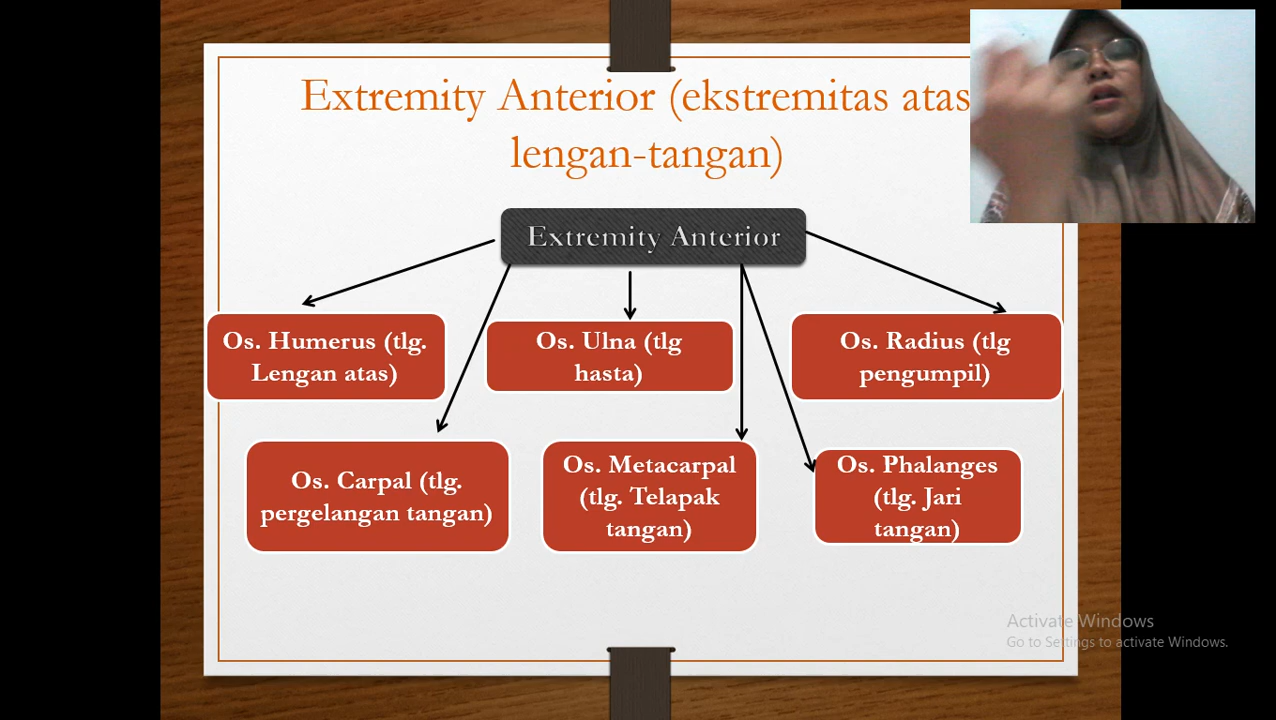 Extremity Anterior (ekstremitas atas
lengan-tangan)
Extremity Anterior
Os. Humerus (tlg.
Lengan atas)
Os. Ulna (tlg
hasta)
Os. Radius (tlg
pengumpil)
Os. Carpal (tlg.
pergelangan tangan)
Os. Metacarpal
(tlg. Telapak
tangan)
Os. Phalanges
(tlg. Jari
tangan)
Activate Windows
Go to Settings to activate Windows.